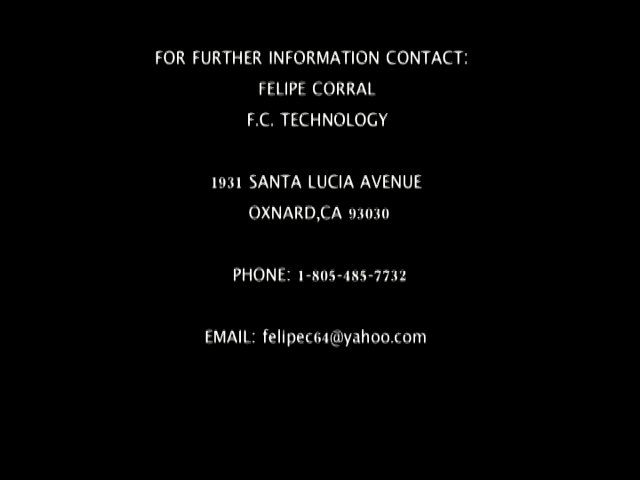 FOR FURTHER INFORMATION CONTACT:
FELIPE CORRAL
F.C. TECHNOLOGY
1931 SANTA LUCIA AVENUE
OXNARD,CA 93030
PHONE: 1-805-485-7732
EMAIL: felipec64@yahoo.com